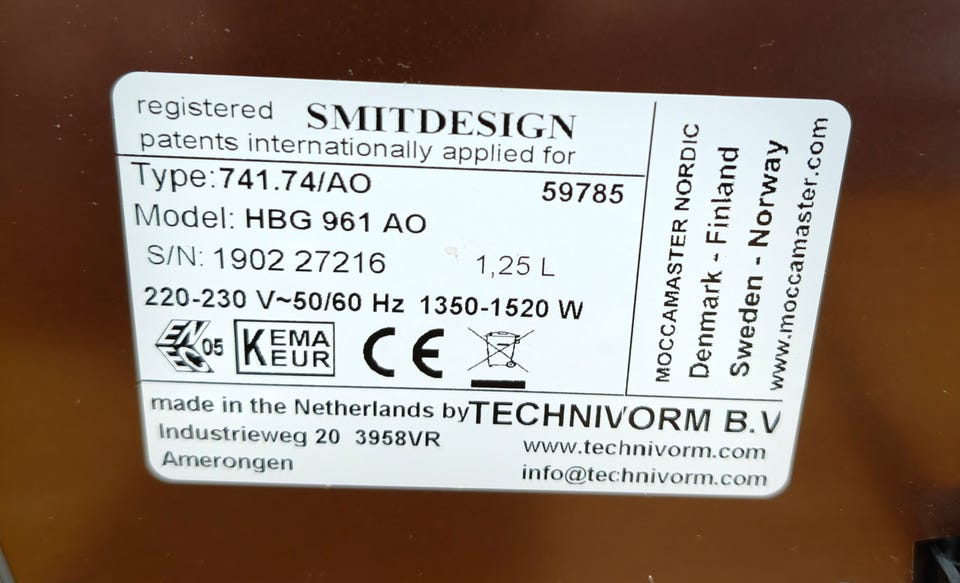 registered SMITDESIGN
patents internationally applied for
Type:741.74/AO 59785
Model: HBG 961 AO
S/N: 1902 27216 1,25 L
220-230 V~50/60 Hz 1350-1520 W
EN EC 05 KEMA EUR CE
made in the Netherlands by TECHNIVORM B.V
Industrieweg 20 3958VR www.technivorm.com
Amerongen info@technivorm.com
MOCCAMASTER NORDIC
Denmark - Finland
Sweden - Norway
www.moccamaster.com